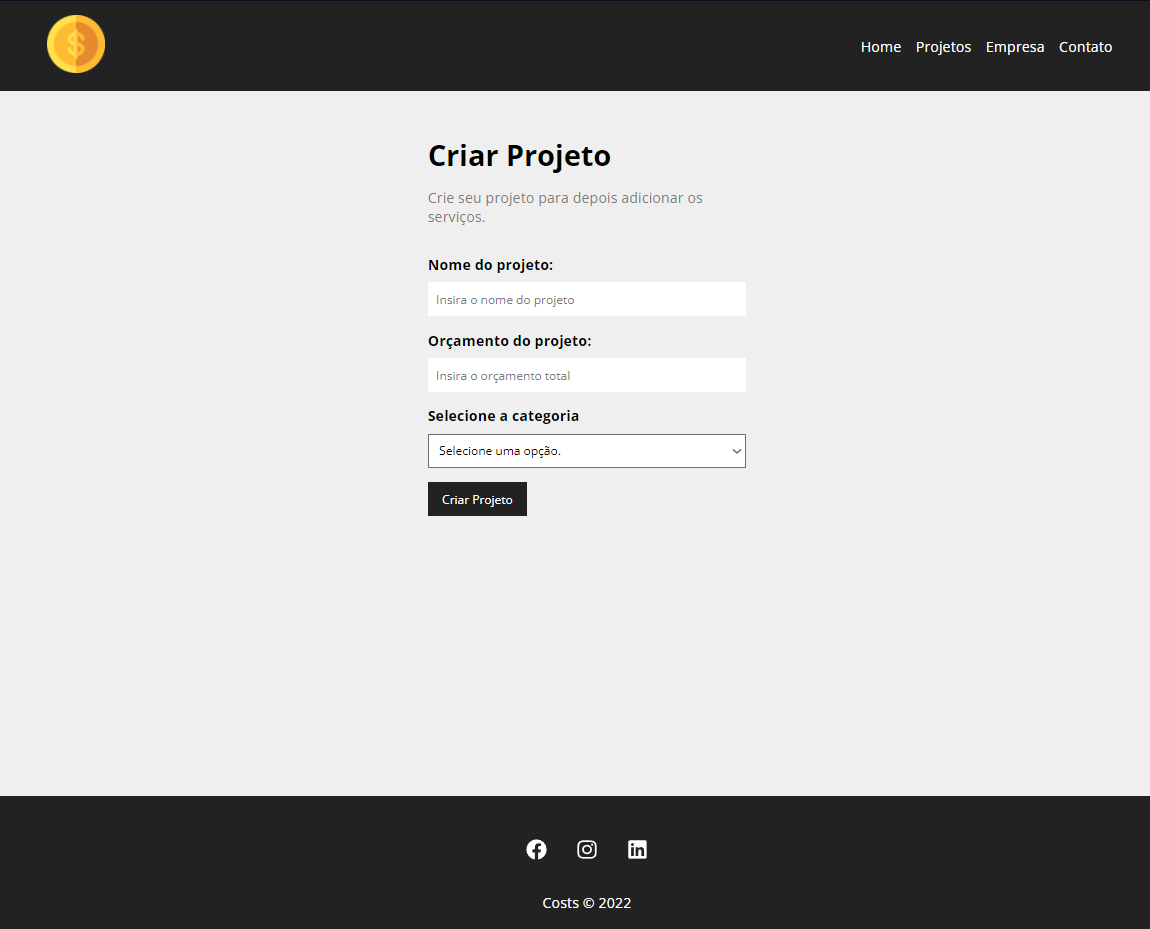 $
Home Projetos Empresa Contato
Criar Projeto
Crie seu projeto para depois adicionar os
serviços.
Nome do projeto:
Insira o nome do projeto
Orçamento do projeto:
Insira o orçamento total
Selecione a categoria
Selecione uma opção.
Criar Projeto
Costs © 2022